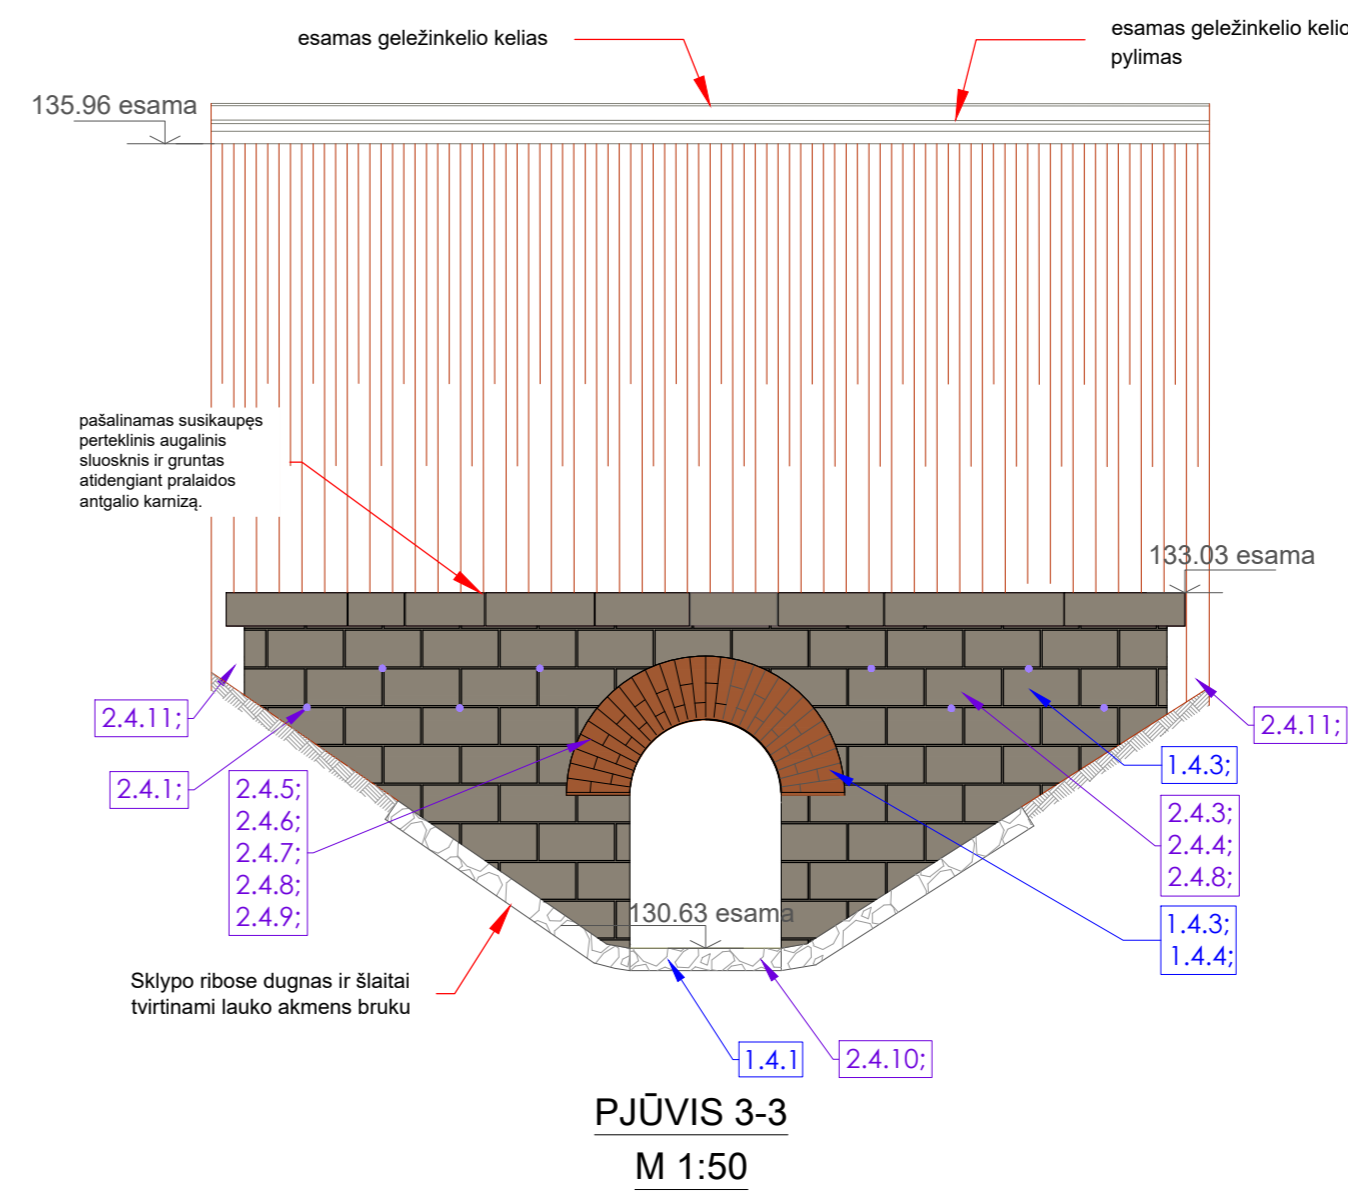 esamas geležinkelio kelias
esamas geležinkelio kelio
pylimas
135.96 esama
pašalinamas susikaupęs
perteklinis augalinis
sluosknis ir gruntas
atidengiant pralaidos
antgalio karnizą.
133.03 esama
2.4.11;
2.4.11;
2.4.1;
1.4.3;
2.4.5;
2.4.6;
2.4.7;
2.4.8;
2.4.9;
2.4.3;
2.4.4;
2.4.8;
130.63 esama
1.4.3;
1.4.4;
Sklypo ribose dugnas ir šlaitai
tvirtinami lauko akmens bruku
1.4.1
2.4.10;
PJŪVIS 3-3
M 1:50